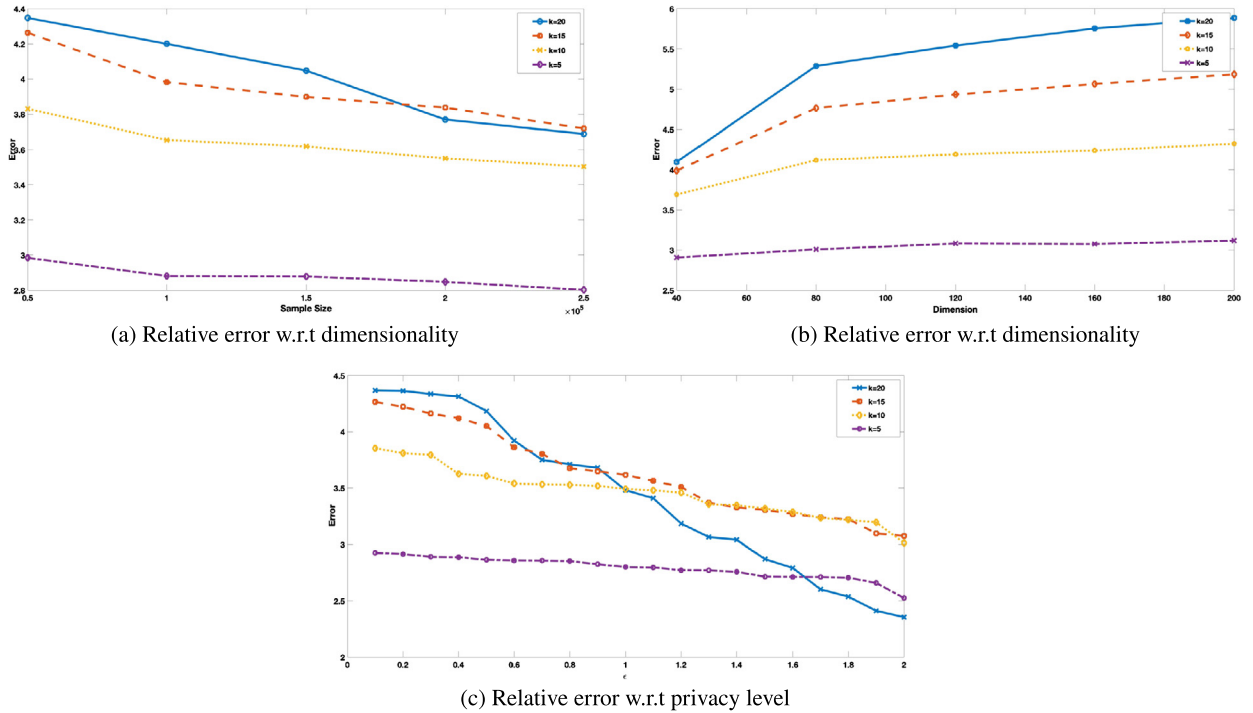 4.4
4.2
4
3.8
3.6
3.4
3.2
3
2.8
Error
0.5
1
1.5
2
2.5
×10⁵
Sample Size
k=20
k=15
k=10
k=5
(a) Relative error w.r.t dimensionality
6
5.5
5
4.5
4
3.5
3
2.5
Error
40
60
80
100
120
140
160
180
200
Dimension
k=20
k=15
k=10
k=5
(b) Relative error w.r.t dimensionality
4.5
4
3.5
3
2.5
2
Error
0
0.2
0.4
0.6
0.8
1
1.2
1.4
1.6
1.8
2
ϵ
k=20
k=15
k=10
k=5
(c) Relative error w.r.t privacy level